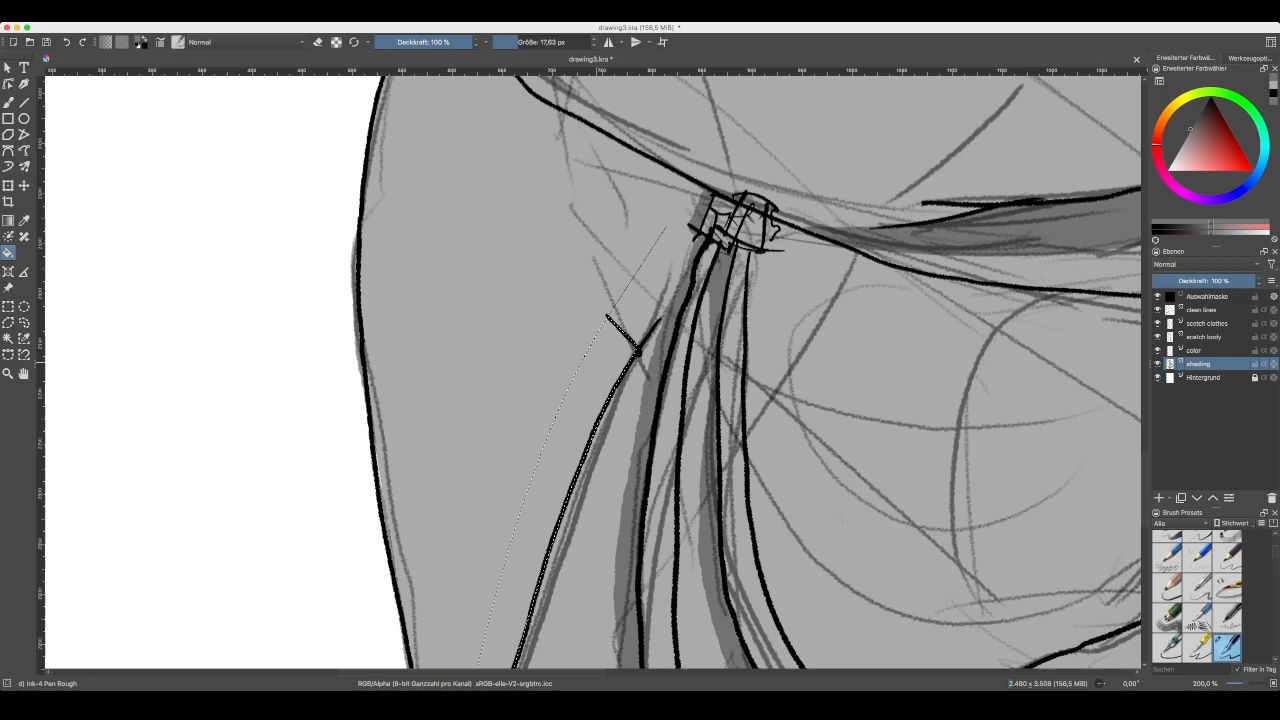 drawing3.kra (156,5 MiB) *
Normal
Deckkraft: 100 %
Größe: 17,63 px
drawing3.kra *
Erweiterter Farbwä...
Werkzeugopti...
Erweiterter Farbwähler
Ebenen
Normal
Deckkraft: 100 %
Auswahlmaske
clean lines
scetch clothes
scetch body
color
shading
Hintergrund
Brush Presets
Alle
Stichwort
Suchen
Filter in Tag
d) Ink-4 Pen Rough
RGB/Alpha (8-bit Ganzzahl pro Kanal) sRGB-elle-V2-srgbtrc.icc
2.480 x 3.508 (156,5 MiB)
0,00°
200,0 %